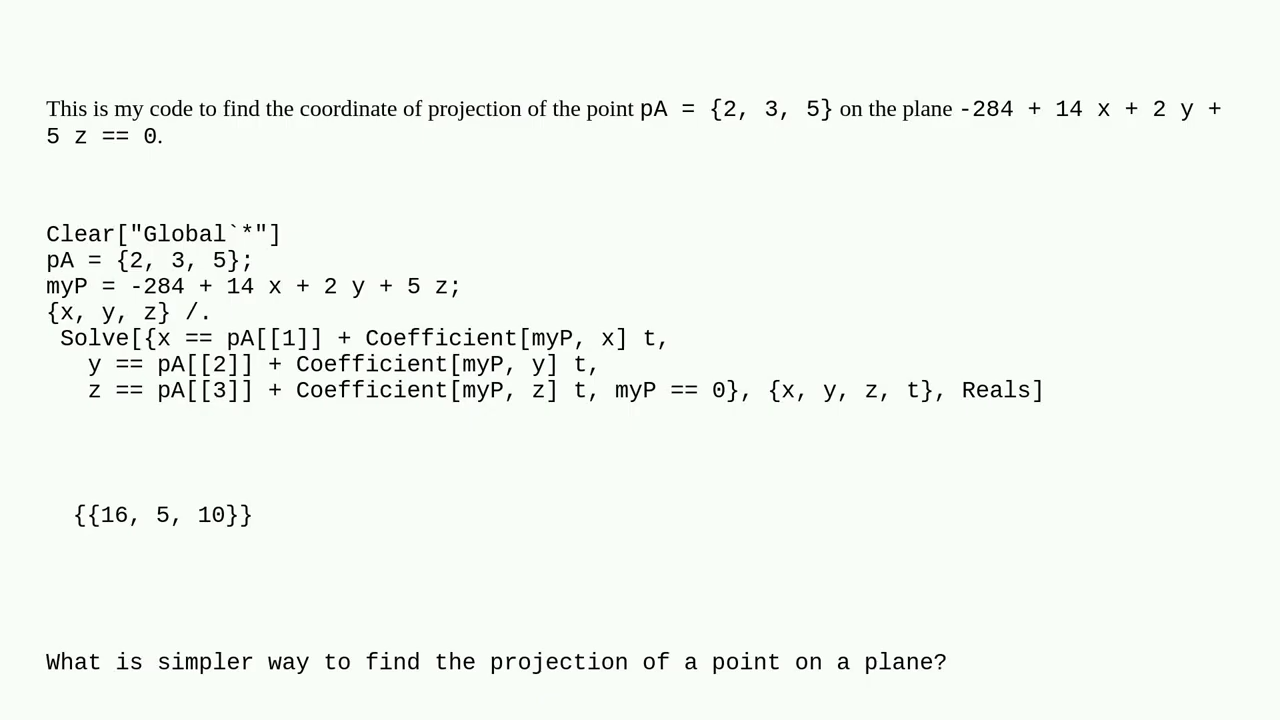 This is my code to find the coordinate of projection of the point pA = {2, 3, 5} on the plane -284 + 14 x + 2 y +
5 z == 0.
Clear["Global`*"]
pA = {2, 3, 5};
myP = -284 + 14 x + 2 y + 5 z;
{x, y, z} /.
 Solve[{x == pA[[1]] + Coefficient[myP, x] t,
   y == pA[[2]] + Coefficient[myP, y] t,
   z == pA[[3]] + Coefficient[myP, z] t, myP == 0}, {x, y, z, t}, Reals]
{{16, 5, 10}}
What is simpler way to find the projection of a point on a plane?